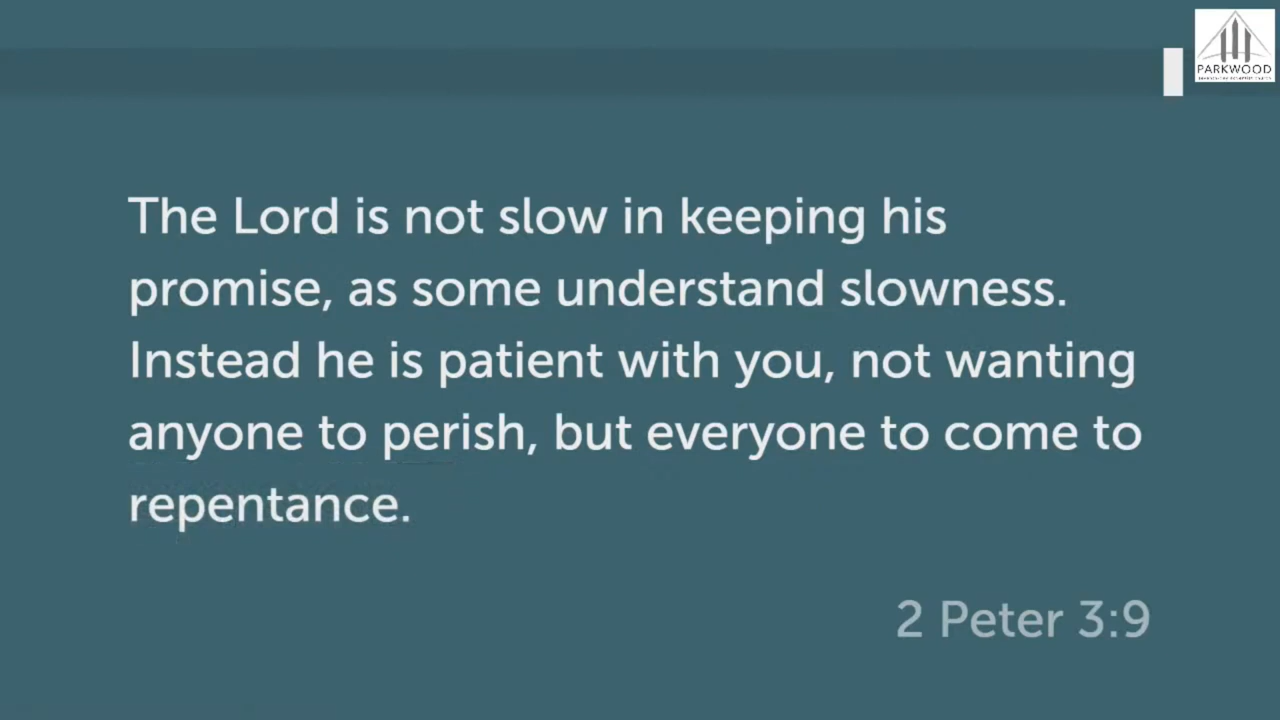 PARKWOOD
The Lord is not slow in keeping his
promise, as some understand slowness.
Instead he is patient with you, not wanting
anyone to perish, but everyone to come to
repentance.
2 Peter 3:9